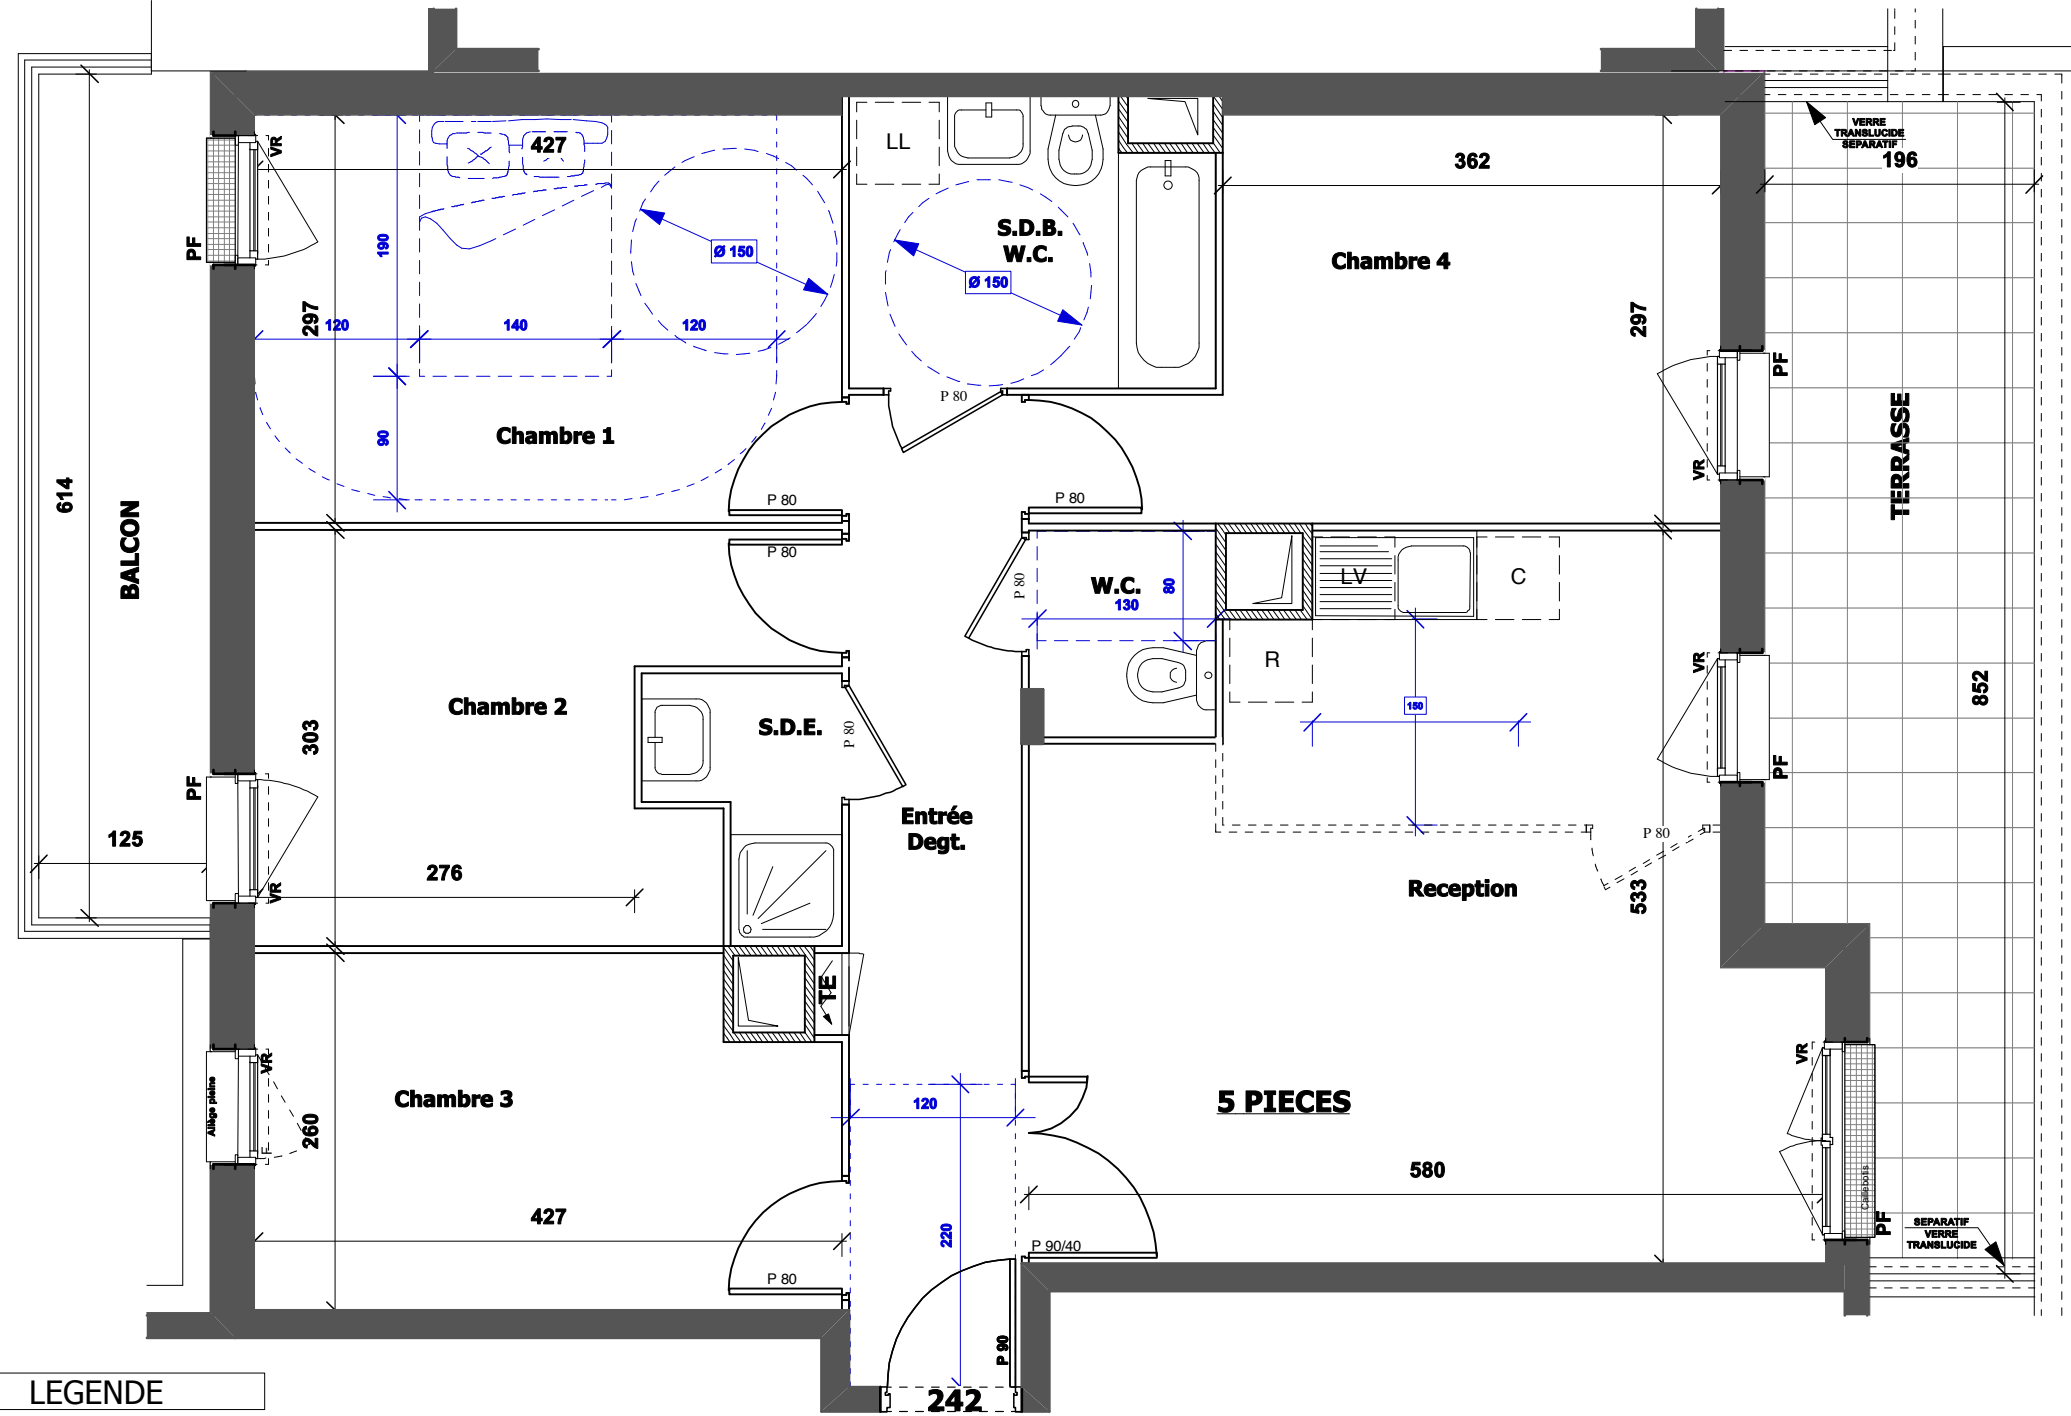 VERRE
TRANSLUCIDE
SEPARATIF
196
VR
427
LL
362
PF
190
Ø 150
S.D.B.
W.C.
Ø 150
Chambre 4
297
120
140
120
297
PF
P 80
TERRASSE
Chambre 1
90
VR
614
BALCON
P 80
P 80
P 80
P 80
W.C.
130
80
LV
C
R
VR
852
Chambre 2
150
303
S.D.E.
P 80
PF
PF
125
Entrée
Degt.
P 80
276
VR
Reception
533
TE
VR
VR
Allège pleine
Chambre 3
260
120
5 PIECES
580
Caillebotis
427
220
P 90/40
PF
SEPARATIF
VERRE
TRANSLUCIDE
P 80
P 90
LEGENDE
242